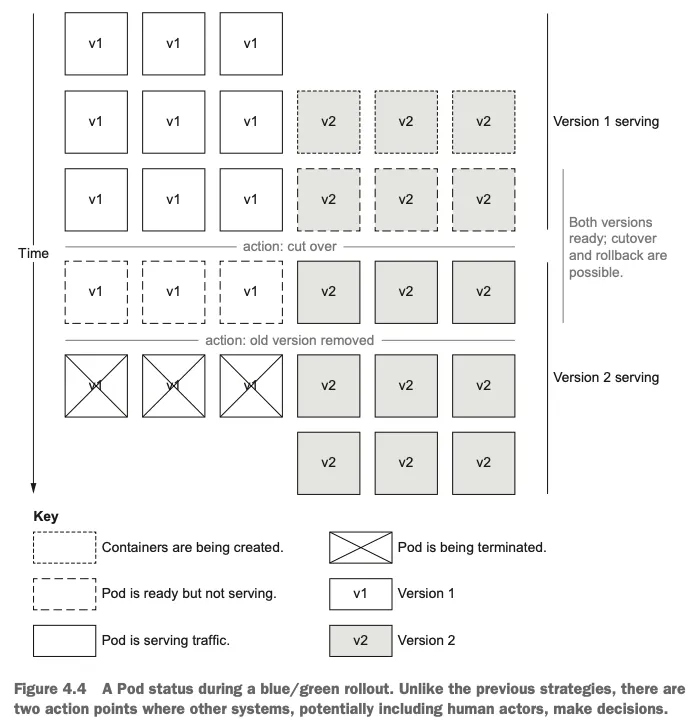 v1 v1 v1
v1 v1 v1 v2 v2 v2
Version 1 serving
v1 v1 v1 v2 v2 v2
Both versions
ready; cutover
and rollback are
possible.
Time
action: cut over
v1 v1 v1 v2 v2 v2
action: old version removed
v1 v1 v1 v2 v2 v2
Version 2 serving
v2 v2 v2
Key
Containers are being created.
Pod is being terminated.
Pod is ready but not serving.
v1 Version 1
Pod is serving traffic.
v2 Version 2
Figure 4.4 A Pod status during a blue/green rollout. Unlike the previous strategies, there are
two action points where other systems, potentially including human actors, make decisions.